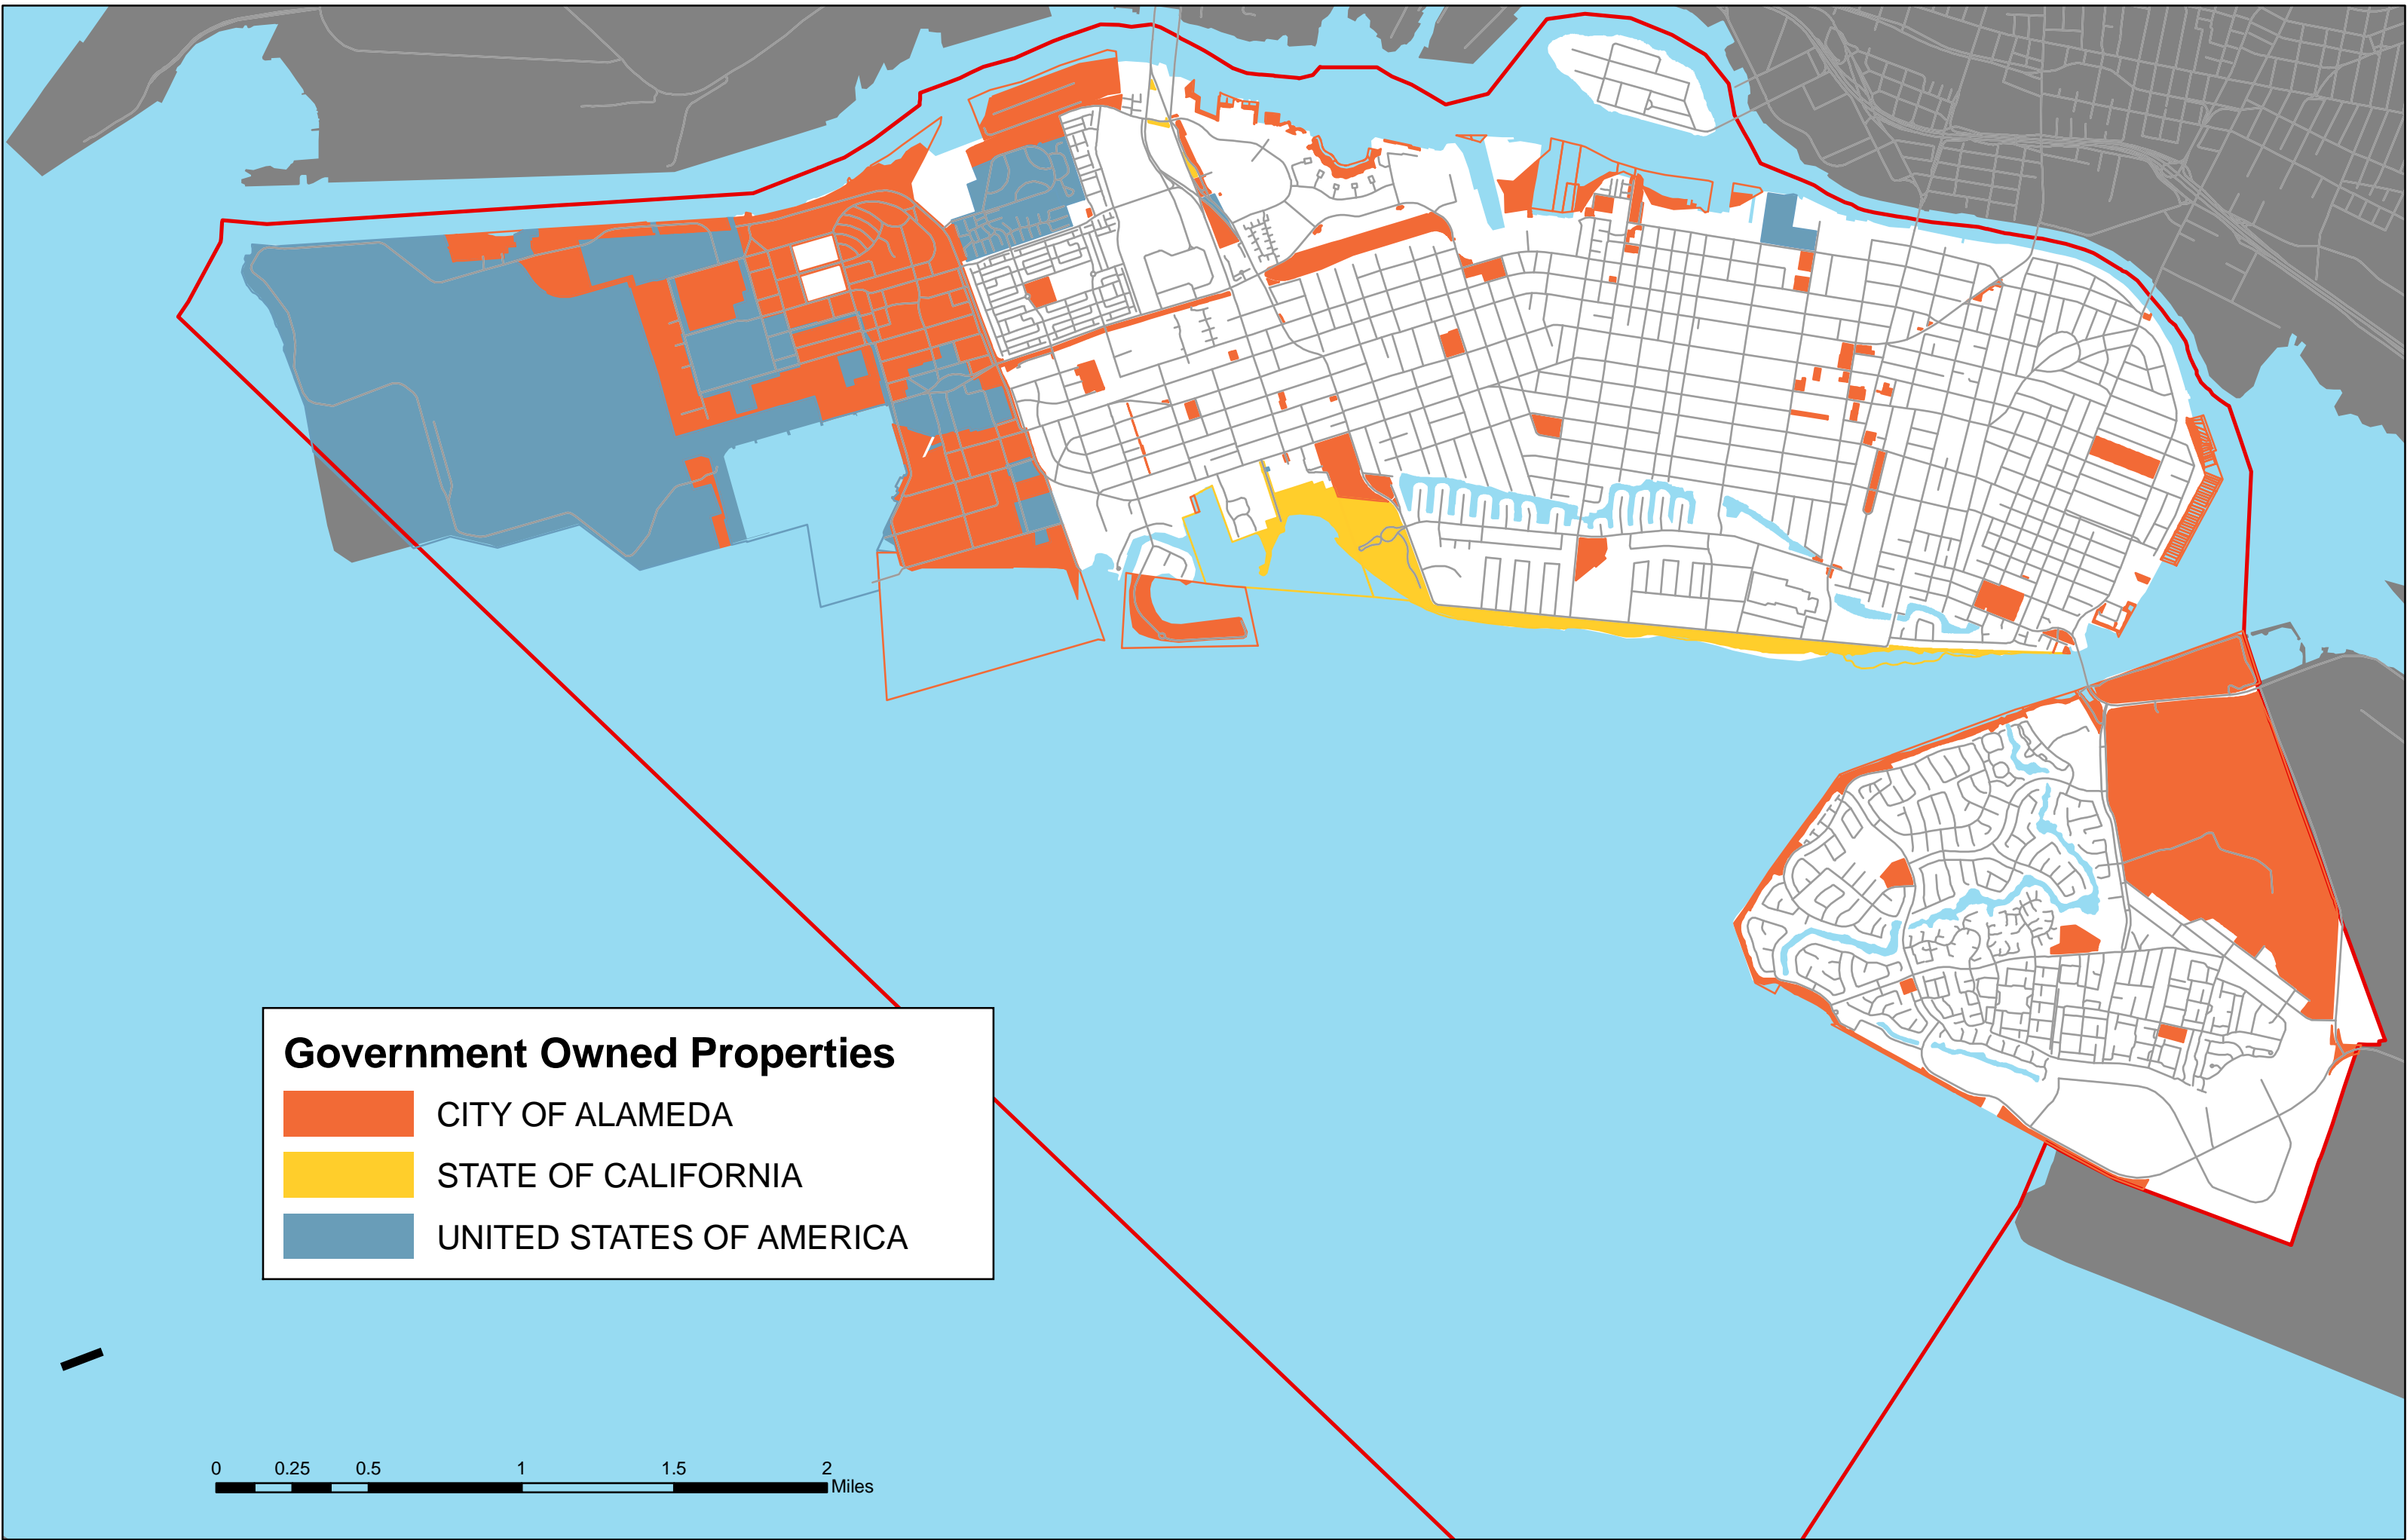 Government Owned Properties
CITY OF ALAMEDA
STATE OF CALIFORNIA
UNITED STATES OF AMERICA
0 0.25 0.5 1 1.5 2
Miles